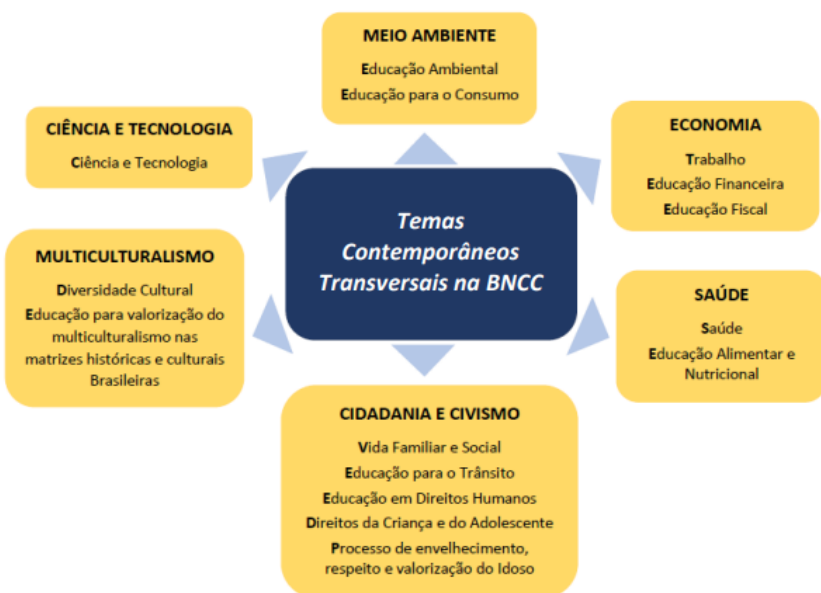 MEIO AMBIENTE
Educação Ambiental
Educação para o Consumo
CIÊNCIA E TECNOLOGIA
Ciência e Tecnologia
ECONOMIA
Trabalho
Educação Financeira
Educação Fiscal
Temas
Contemporâneos
Transversais na BNCC
MULTICULTURALISMO
Diversidade Cultural
Educação para valorização do
multiculturalismo nas
matrizes históricas e culturais
Brasileiras
SAÚDE
Saúde
Educação Alimentar e
Nutricional
CIDADANIA E CIVISMO
Vida Familiar e Social
Educação para o Trânsito
Educação em Direitos Humanos
Direitos da Criança e do Adolescente
Processo de envelhecimento,
respeito e valorização do Idoso